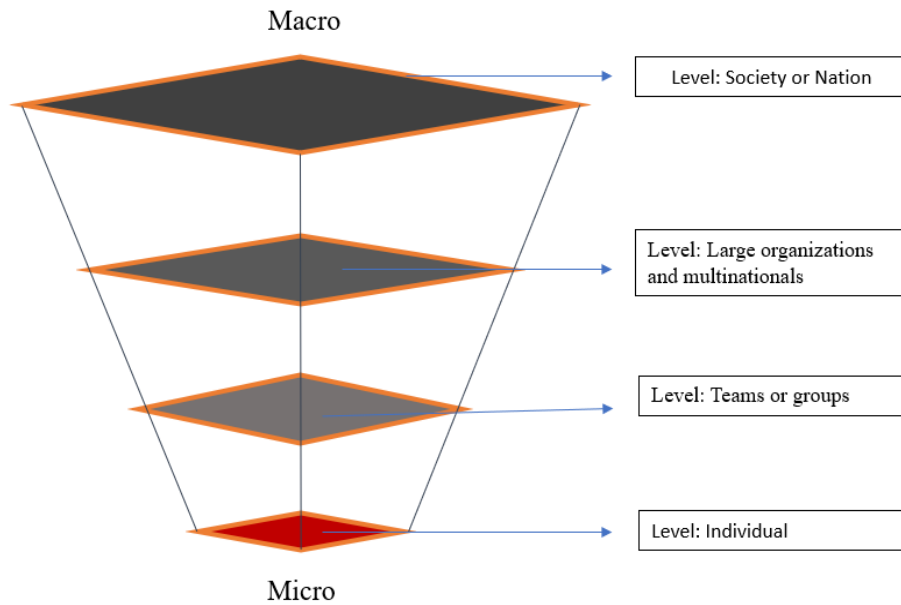 Macro
Level: Society or Nation
Level: Large organizations
and multinationals
Level: Teams or groups
Level: Individual
Micro